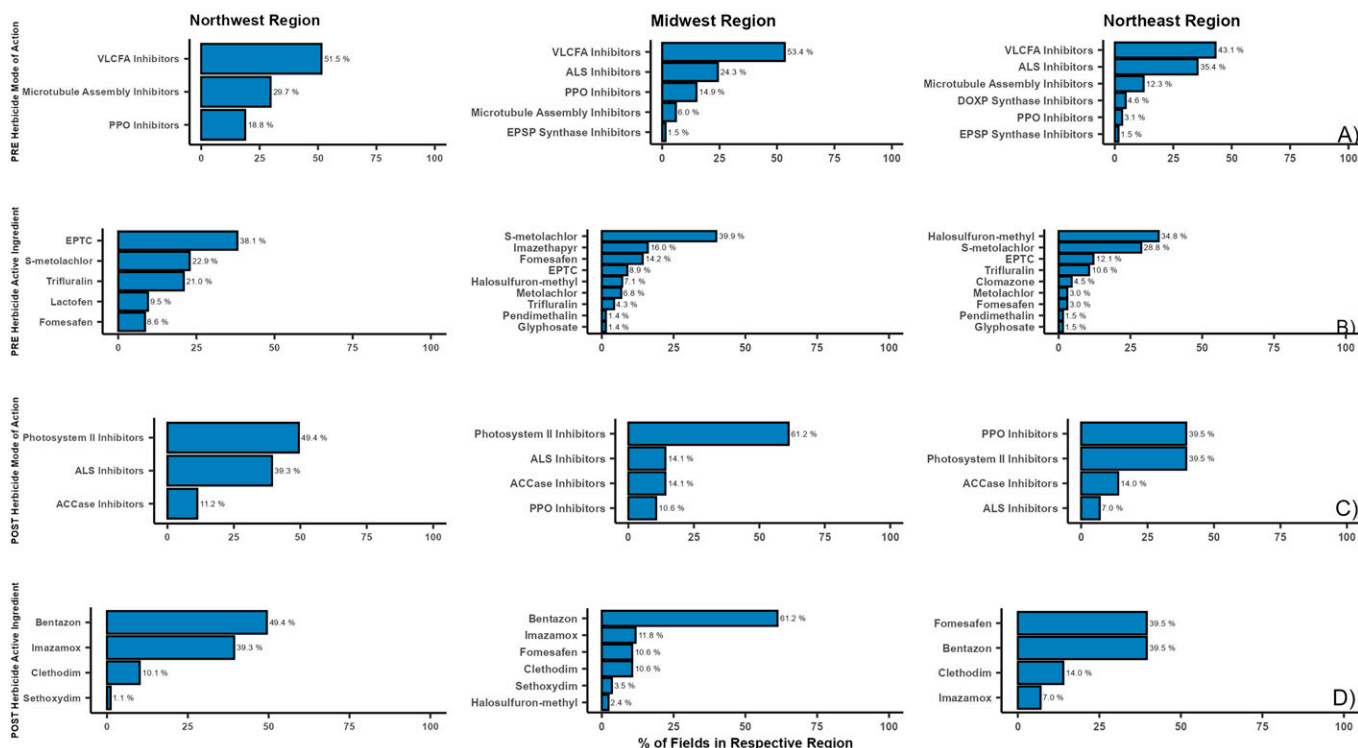 Northwest Region
Midwest Region
Northeast Region
PRE Herbicide Mode of Action
VLCFA Inhibitors 51.5 %
Microtubule Assembly Inhibitors 29.7 %
PPO Inhibitors 18.8 %
0 25 50 75 100
VLCFA Inhibitors 53.4 %
ALS Inhibitors 24.3 %
PPO Inhibitors 14.9 %
Microtubule Assembly Inhibitors 6.0 %
EPSP Synthase Inhibitors 1.5 %
0 25 50 75 100
VLCFA Inhibitors 43.1 %
ALS Inhibitors 35.4 %
Microtubule Assembly Inhibitors 12.3 %
DOXP Synthase Inhibitors 4.6 %
PPO Inhibitors 3.1 %
EPSP Synthase Inhibitors 1.5 %
A)
0 25 50 75 100
PRE Herbicide Active Ingredient
EPTC 38.1 %
S-metolachlor 22.9 %
Trifluralin 21.0 %
Lactofen 9.5 %
Fomesafen 8.6 %
0 25 50 75 100
S-metolachlor 39.9 %
Imazethapyr 16.0 %
Fomesafen 14.2 %
EPTC 8.9 %
Halosulfuron-methyl 7.1 %
Metolachlor 6.8 %
Trifluralin 4.3 %
Pendimethalin 1.4 %
Glyphosate 1.4 %
0 25 50 75 100
Halosulfuron-methyl 34.8 %
S-metolachlor 28.8 %
EPTC 12.1 %
Trifluralin 10.6 %
Clomazone 4.5 %
Metolachlor 3.0 %
Fomesafen 3.0 %
Pendimethalin 1.5 %
Glyphosate 1.5 %
B)
0 25 50 75 100
POST Herbicide Mode of Action
Photosystem II Inhibitors 49.4 %
ALS Inhibitors 39.3 %
ACCase Inhibitors 11.2 %
0 25 50 75 100
Photosystem II Inhibitors 61.2 %
ALS Inhibitors 14.1 %
ACCase Inhibitors 14.1 %
PPO Inhibitors 10.6 %
0 25 50 75 100
PPO Inhibitors 39.5 %
Photosystem II Inhibitors 39.5 %
ACCase Inhibitors 14.0 %
ALS Inhibitors 7.0 %
C)
0 25 50 75 100
POST Herbicide Active Ingredient
Bentazon 49.4 %
Imazamox 39.3 %
Clethodim 10.1 %
Sethoxydim 1.1 %
0 25 50 75 100
Bentazon 61.2 %
Imazamox 11.8 %
Fomesafen 10.6 %
Clethodim 10.6 %
Sethoxydim 3.5 %
Halosulfuron-methyl 2.4 %
0 25 50 75 100
Fomesafen 39.5 %
Bentazon 39.5 %
Clethodim 14.0 %
Imazamox 7.0 %
D)
0 25 50 75 100
% of Fields in Respective Region